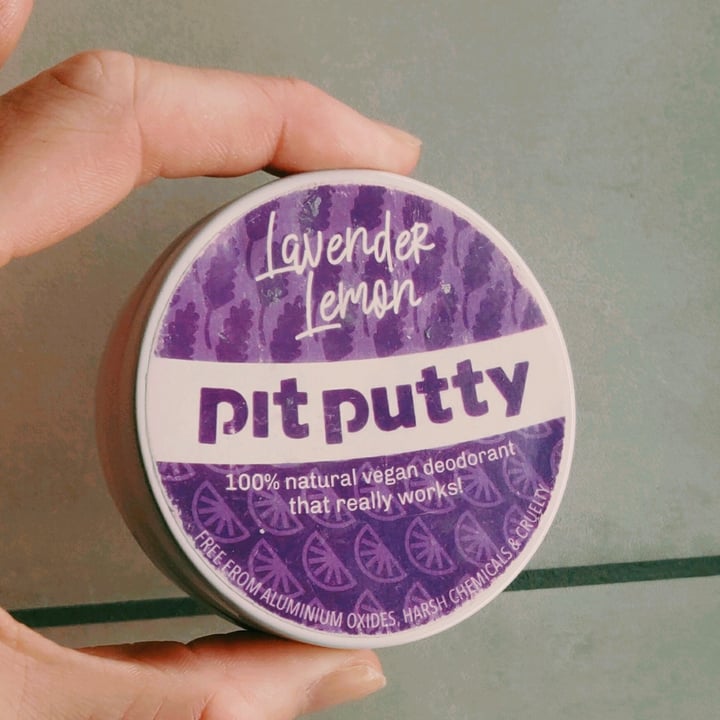 Lavender
Lemon
pit putty
100% natural vegan deodorant
that really works!
FREE FROM ALUMINIUM OXIDES, HARSH CHEMICALS & CRUELTY